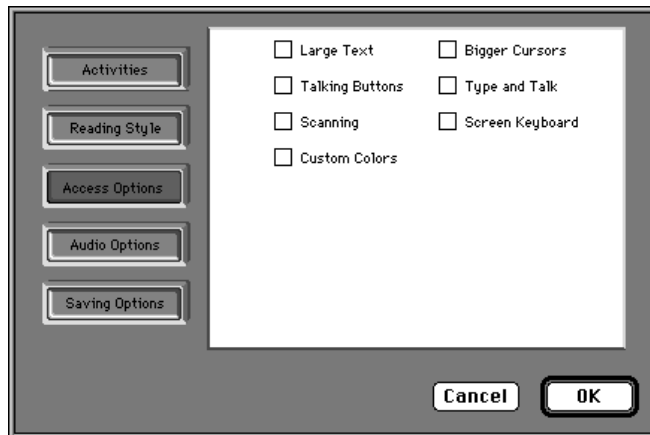 Activities
Reading Style
Access Options
Audio Options
Saving Options
Large Text
Bigger Cursors
Talking Buttons
Type and Talk
Scanning
Screen Keyboard
Custom Colors
Cancel
OK